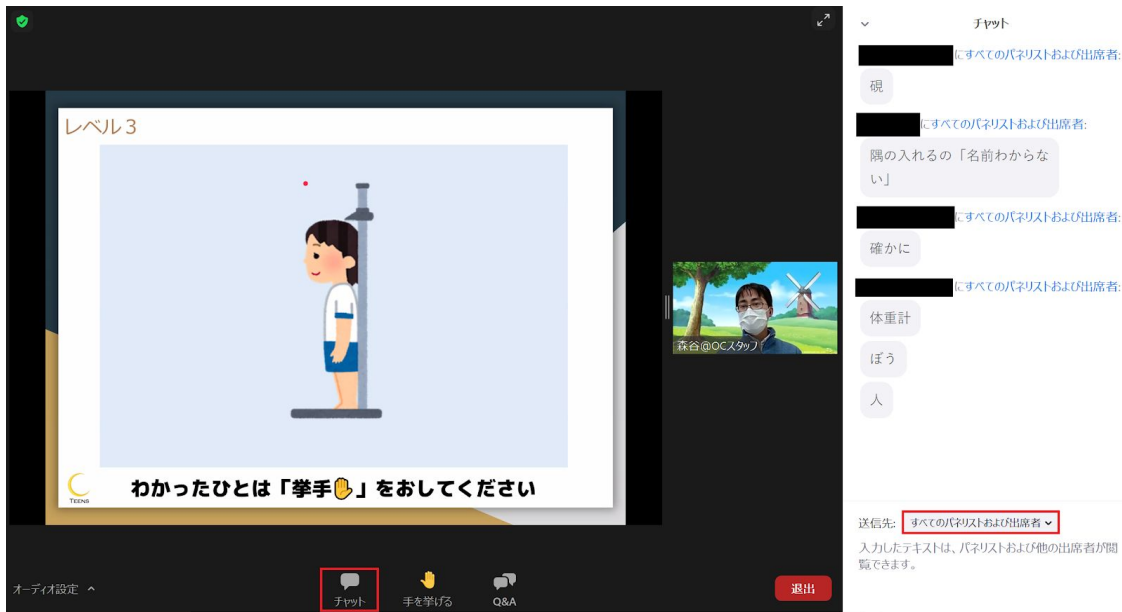 レベル3
わかったひとは「挙手✋」をおしてください
TEENS
森谷@OCスタッフ
オーディオ設定
チャット
手を挙げる
Q&A
退出
チャット
にすべてのパネリストおよび出席者:
硯
にすべてのパネリストおよび出席者:
隅の入れるの「名前わからな
い」
にすべてのパネリストおよび出席者:
確かに
にすべてのパネリストおよび出席者:
体重計
ぼう
人
送信先: すべてのパネリストおよび出席者
入力したテキストは、パネリストおよび他の出席者が閲
覧できます。